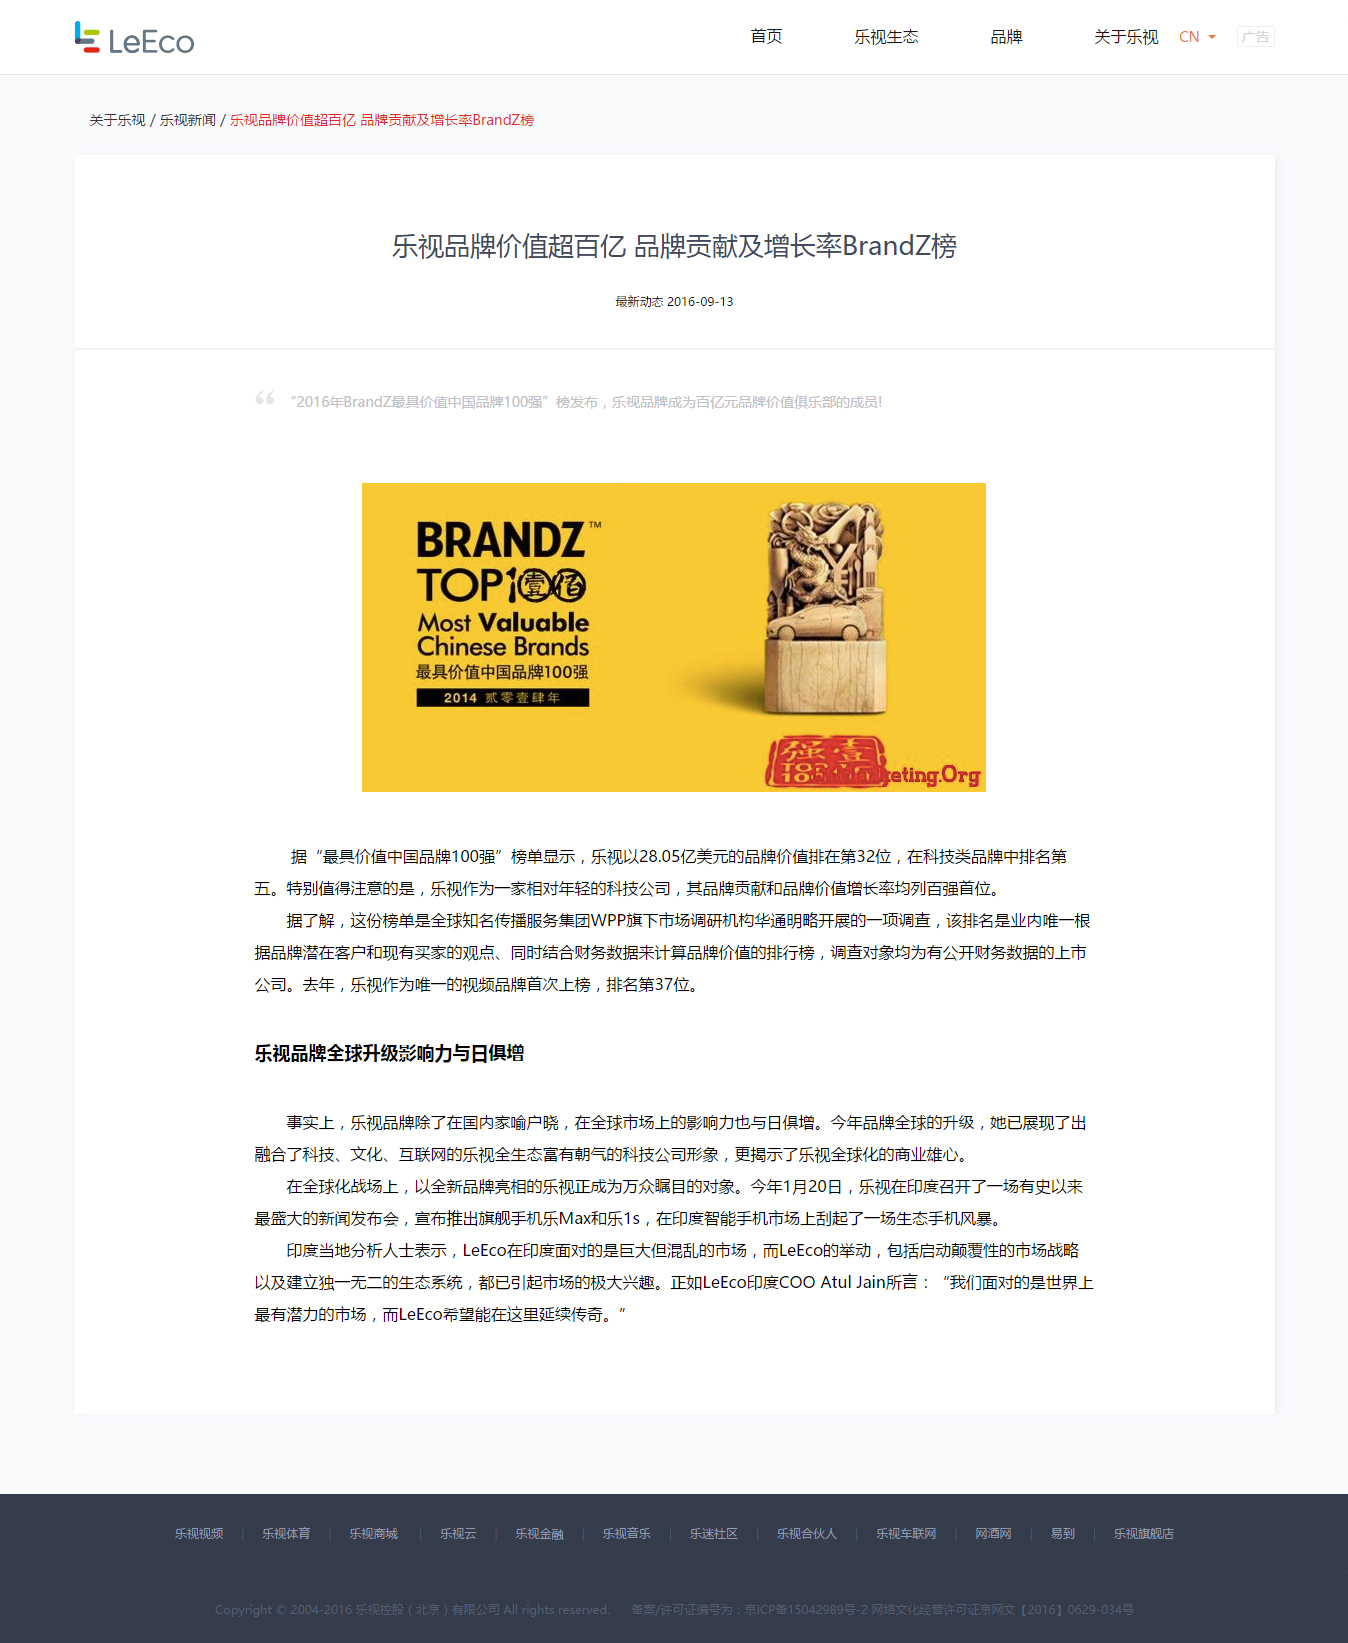 LeEco
首页
乐视生态
品牌
关于乐视
CN
广告
关于乐视 / 乐视新闻 / 乐视品牌价值超百亿 品牌贡献及增长率BrandZ榜
乐视品牌价值超百亿 品牌贡献及增长率BrandZ榜
最新动态 2016-09-13
“2016年BrandZ最具价值中国品牌100强”榜发布，乐视品牌成为百亿元品牌价值俱乐部的成员!
BRANDZ™
TOP100
Most Valuable
Chinese Brands
最具价值中国品牌100强
2014 贰零壹肆年
据“最具价值中国品牌100强”榜单显示，乐视以28.05亿美元的品牌价值排在第32位，在科技类品牌中排名第
五。特别值得注意的是，乐视作为一家相对年轻的科技公司，其品牌贡献和品牌价值增长率均列百强首位。
据了解，这份榜单是全球知名传播服务集团WPP旗下市场调研机构华通明略开展的一项调查，该排名是业内唯一根
据品牌潜在客户和现有买家的观点、同时结合财务数据来计算品牌价值的排行榜，调查对象均为有公开财务数据的上市
公司。去年，乐视作为唯一的视频品牌首次上榜，排名第37位。
乐视品牌全球升级影响力与日俱增
事实上，乐视品牌除了在国内家喻户晓，在全球市场上的影响力也与日俱增。今年品牌全球的升级，她已展现了出
融合了科技、文化、互联网的乐视全生态富有朝气的科技公司形象，更揭示了乐视全球化的商业雄心。
在全球化战场上，以全新品牌亮相的乐视正成为万众瞩目的对象。今年1月20日，乐视在印度召开了一场有史以来
最盛大的新闻发布会，宣布推出旗舰手机乐Max和乐1s，在印度智能手机市场上刮起了一场生态手机风暴。
印度当地分析人士表示，LeEco在印度面对的是巨大但混乱的市场，而LeEco的举动，包括启动颠覆性的市场战略
以及建立独一无二的生态系统，都已引起市场的极大兴趣。正如LeEco印度COO Atul Jain所言：“我们面对的是世界上
最有潜力的市场，而LeEco希望能在这里延续传奇。”
乐视视频 | 乐视体育 | 乐视商城 | 乐视云 | 乐视金融 | 乐视音乐 | 乐迷社区 | 乐视合伙人 | 乐视车联网 | 网酒网 | 易到 | 乐视旗舰店
Copyright © 2004-2016 乐视控股（北京）有限公司 All rights reserved. 备案/许可证编号为：京ICP备15042989号-2 网络文化经营许可证京网文【2016】0629-034号